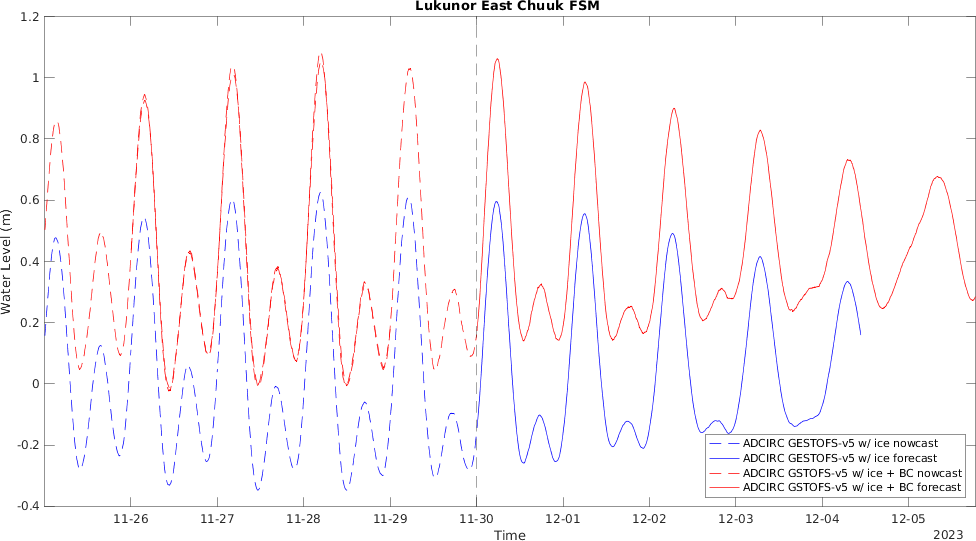 Lukunor East Chuuk FSM
Water Level (m)
1.2
1
0.8
0.6
0.4
0.2
0
-0.2
-0.4
ADCIRC GESTOFS-v5 w/ ice nowcast
ADCIRC GESTOFS-v5 w/ ice forecast
ADCIRC GSTOFS-v5 w/ ice + BC nowcast
ADCIRC GSTOFS-v5 w/ ice + BC forecast
11-26 11-27 11-28 11-29 11-30 12-01 12-02 12-03 12-04 12-05
Time
2023